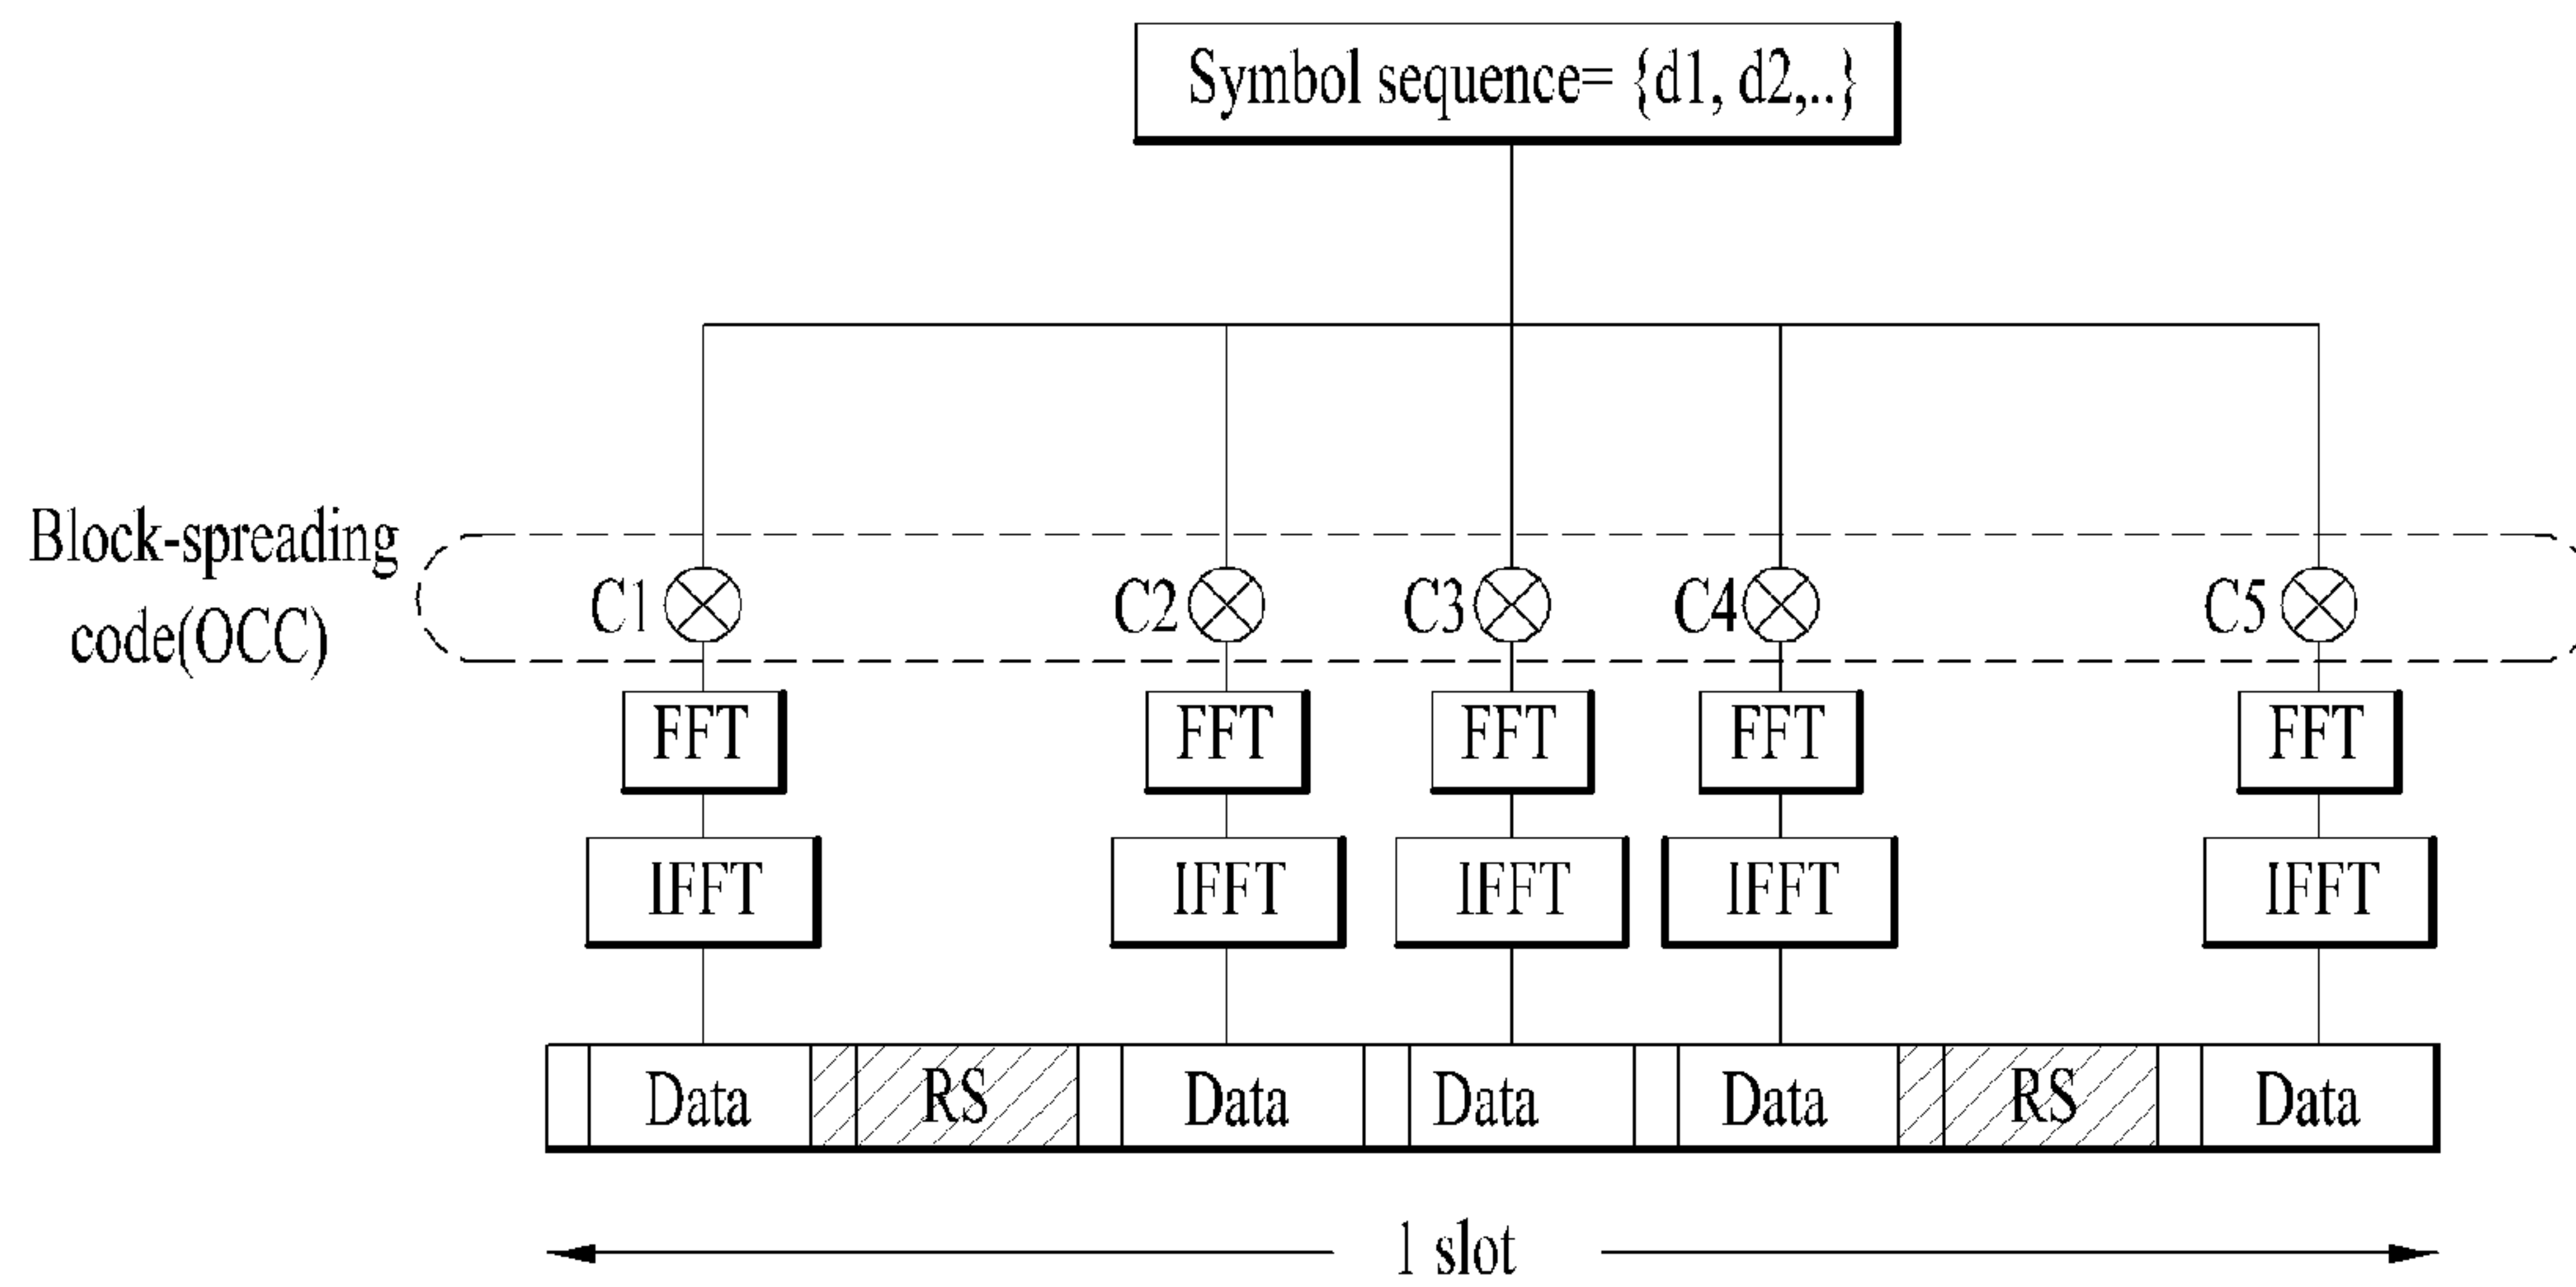 Symbol sequence= {d1, d2,..}
Block-spreading
code(OCC)
C1 C2 C3 C4 C5
FFT FFT FFT FFT FFT
IFFT IFFT IFFT IFFT IFFT
Data RS Data Data Data RS Data
1 slot